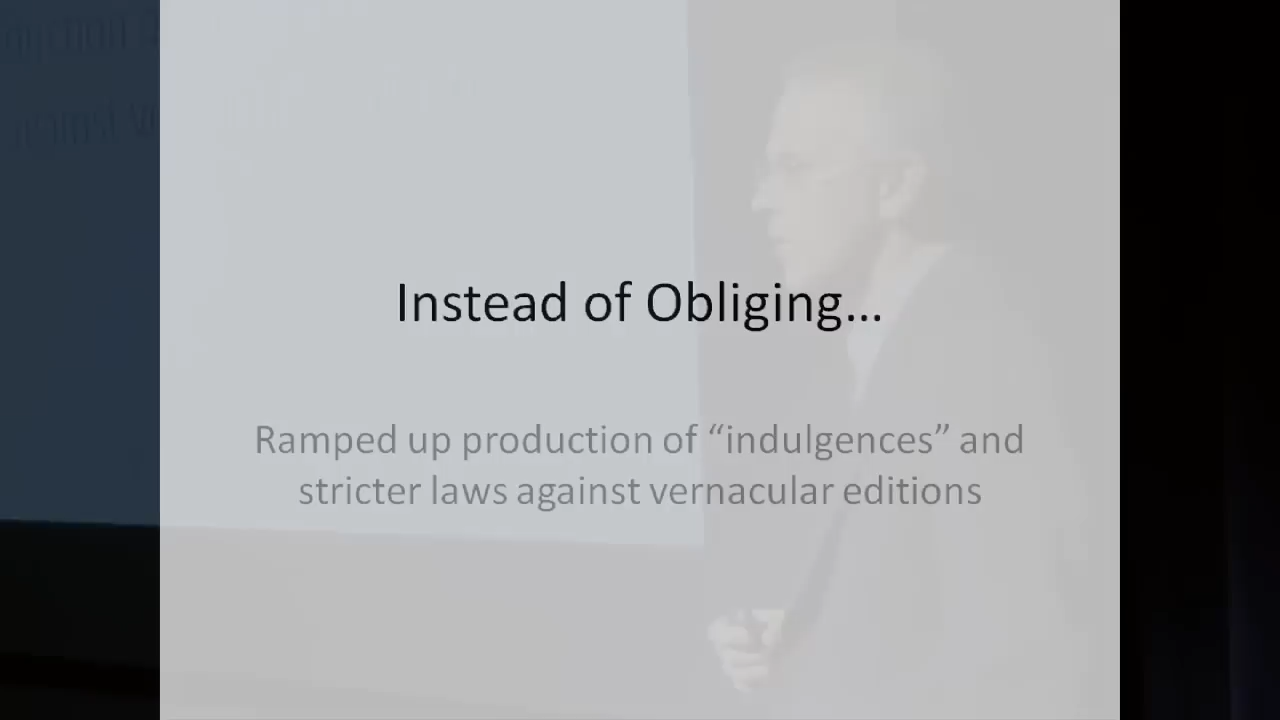 Instead of Obliging…
Ramped up production of “indulgences” and
stricter laws against vernacular editions